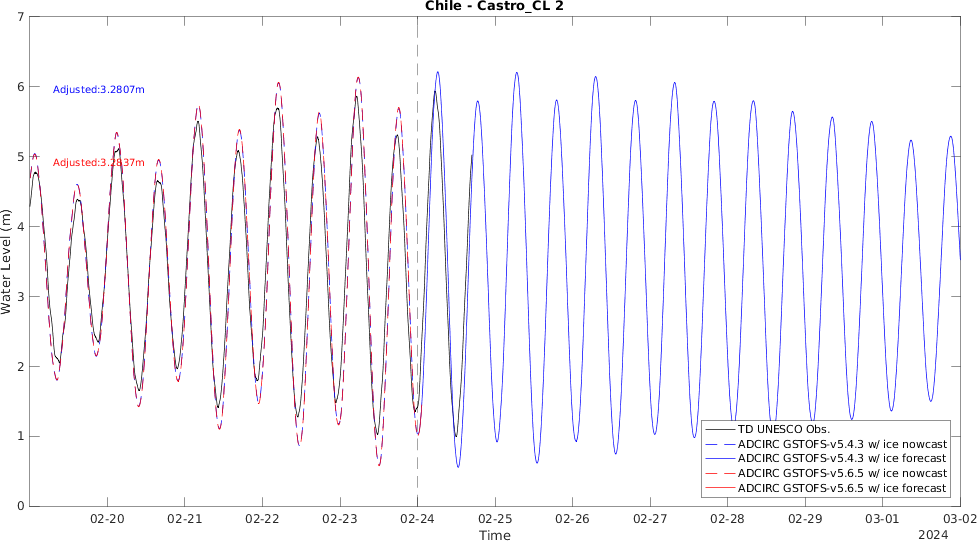 Chile - Castro_CL 2
7
6
5
4
3
2
1
0
Water Level (m)
Adjusted:3.2807m
Adjusted:3.2837m
TD UNESCO Obs.
ADCIRC GSTOFS-v5.4.3 w/ ice nowcast
ADCIRC GSTOFS-v5.4.3 w/ ice forecast
ADCIRC GSTOFS-v5.6.5 w/ ice nowcast
ADCIRC GSTOFS-v5.6.5 w/ ice forecast
02-20 02-21 02-22 02-23 02-24 02-25 02-26 02-27 02-28 02-29 03-01 03-02
Time
2024